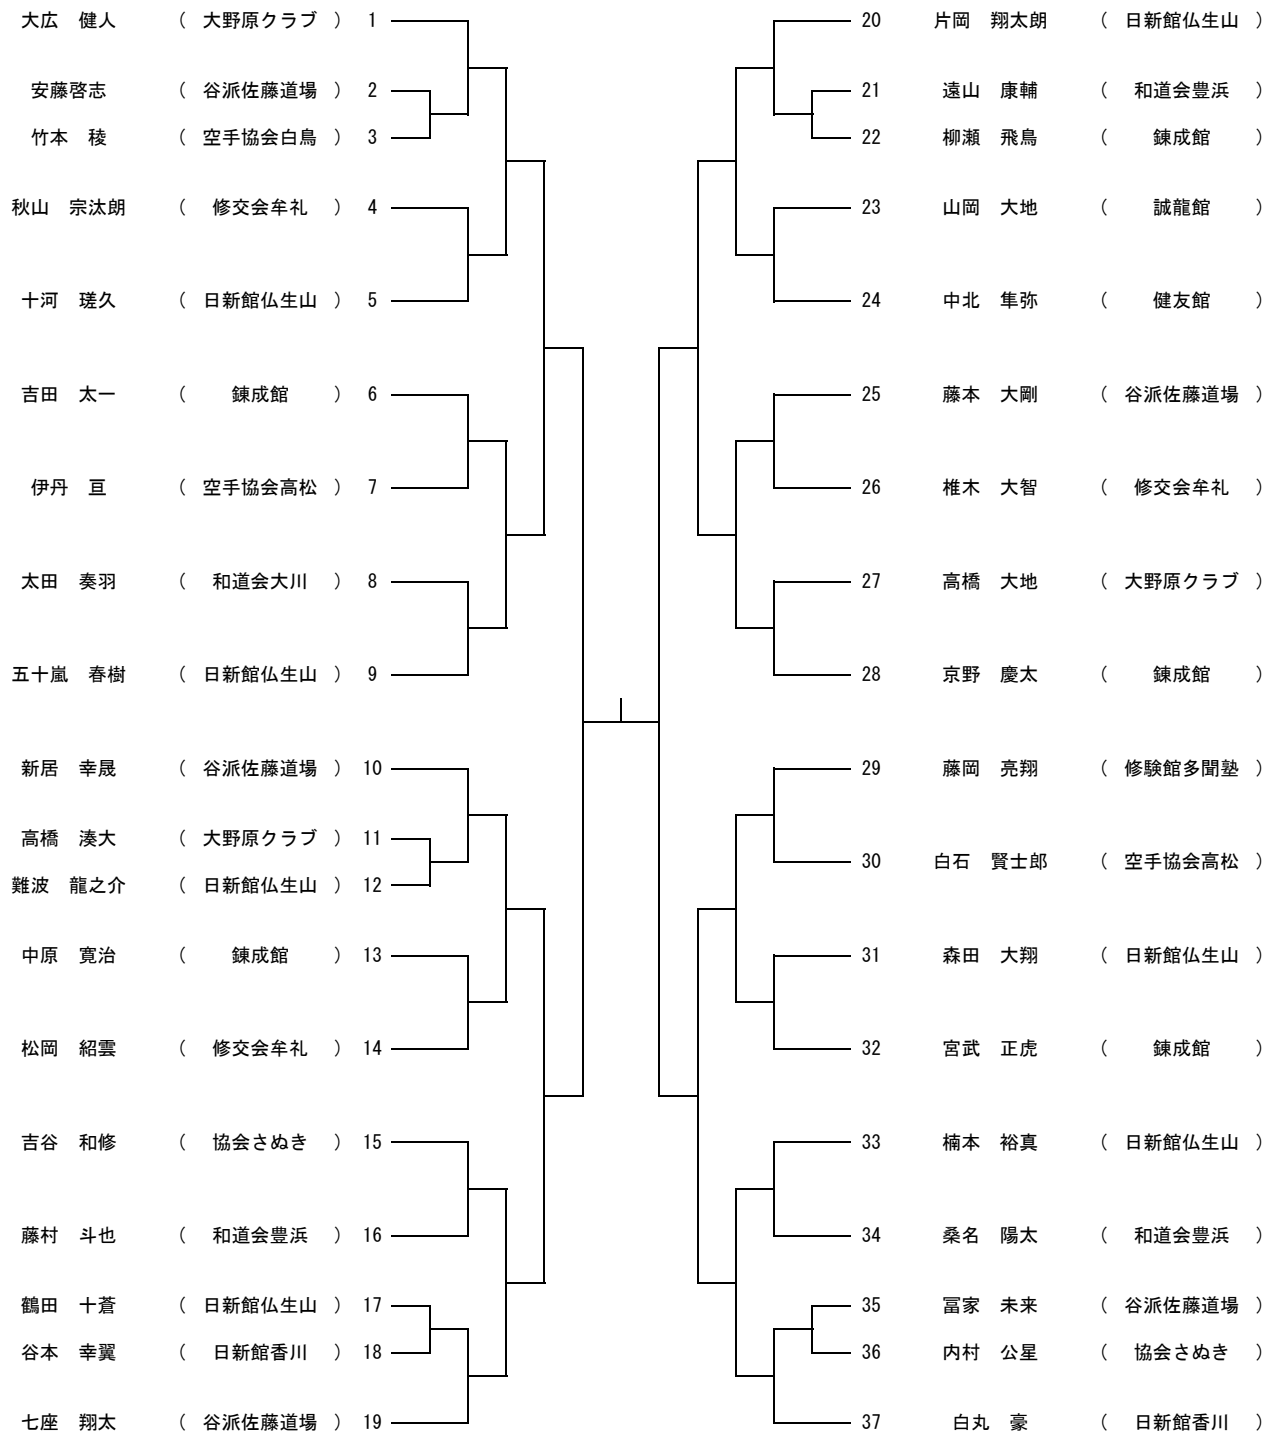 大広　健人　（　大野原クラブ　）　1
安藤啓志　（　谷派佐藤道場　）　2
竹本　稜　（　空手協会白鳥　）　3
秋山　宗汰朗　（　修交会牟礼　）　4
十河　瑳久　（　日新館仏生山　）　5
吉田　太一　（　錬成館　）　6
伊丹　亘　（　空手協会高松　）　7
太田　奏羽　（　和道会大川　）　8
五十嵐　春樹　（　日新館仏生山　）　9
新居　幸晟　（　谷派佐藤道場　）　10
高橋　湊大　（　大野原クラブ　）　11
難波　龍之介　（　日新館仏生山　）　12
中原　寛治　（　錬成館　）　13
松岡　紹雲　（　修交会牟礼　）　14
吉谷　和修　（　協会さぬき　）　15
藤村　斗也　（　和道会豊浜　）　16
鶴田　十蒼　（　日新館仏生山　）　17
谷本　幸翼　（　日新館香川　）　18
七座　翔太　（　谷派佐藤道場　）　19
20　片岡　翔太朗　（　日新館仏生山　）
21　遠山　康輔　（　和道会豊浜　）
22　柳瀬　飛鳥　（　錬成館　）
23　山岡　大地　（　誠龍館　）
24　中北　隼弥　（　健友館　）
25　藤本　大剛　（　谷派佐藤道場　）
26　椎木　大智　（　修交会牟礼　）
27　高橋　大地　（　大野原クラブ　）
28　京野　慶太　（　錬成館　）
29　藤岡　亮翔　（　修験館多聞塾　）
30　白石　賢士郎　（　空手協会高松　）
31　森田　大翔　（　日新館仏生山　）
32　宮武　正虎　（　錬成館　）
33　楠本　裕真　（　日新館仏生山　）
34　桑名　陽太　（　和道会豊浜　）
35　冨家　未来　（　谷派佐藤道場　）
36　内村　公星　（　協会さぬき　）
37　白丸　豪　（　日新館香川　）